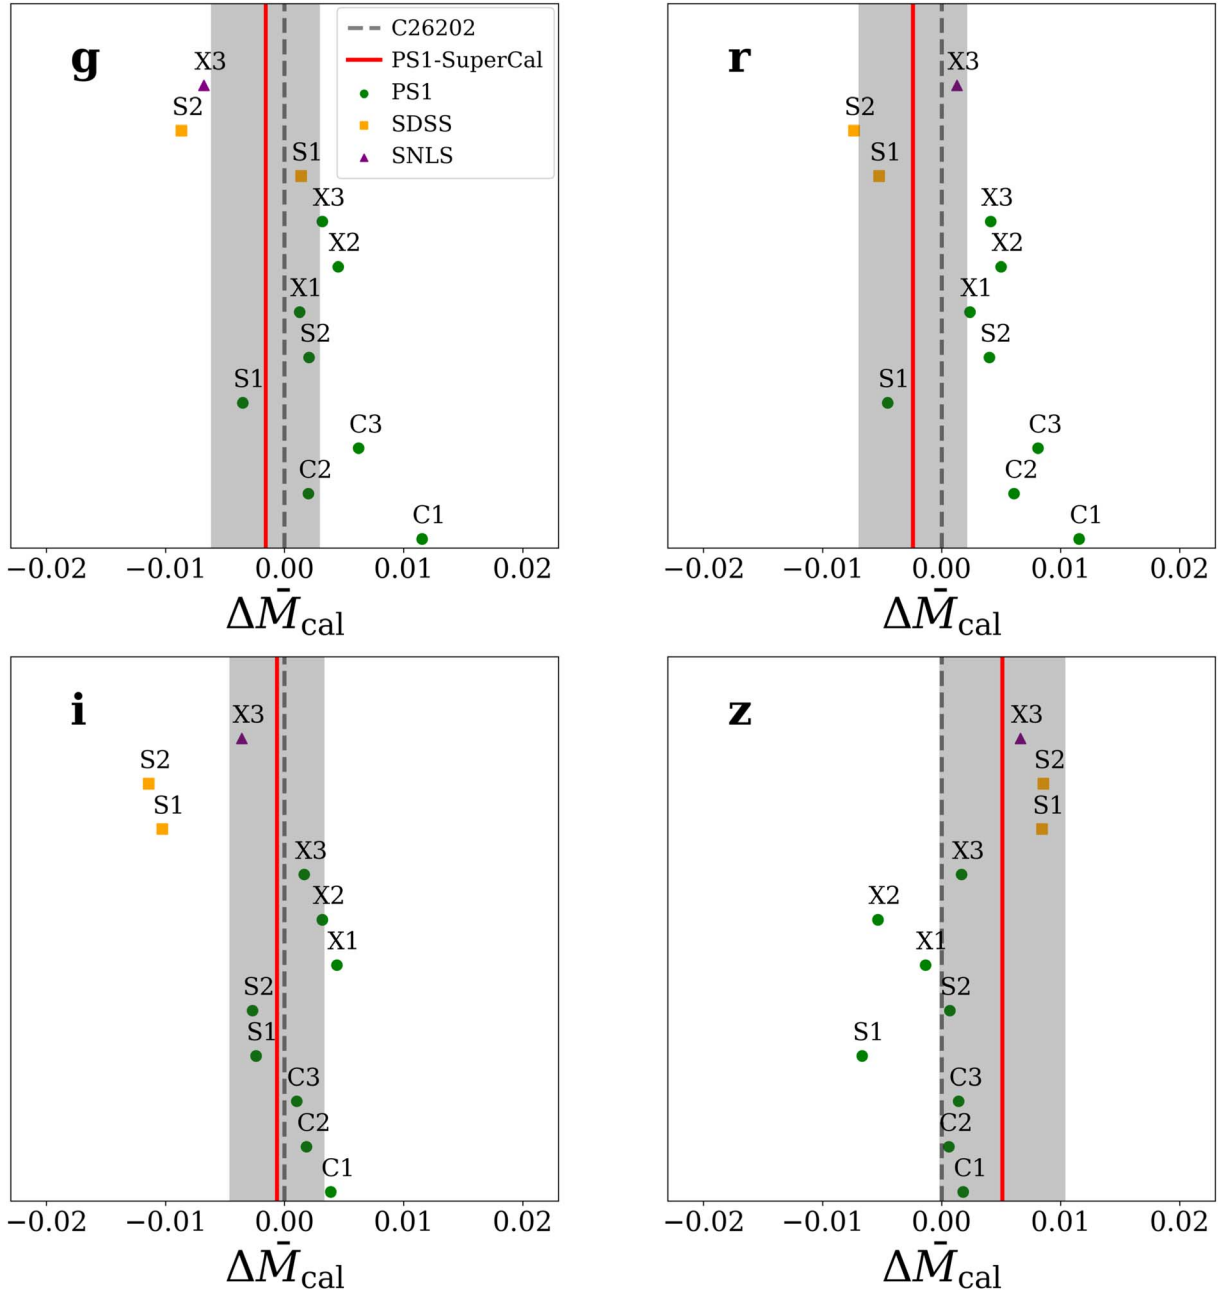 g
C26202
PS1-SuperCal
PS1
SDSS
SNLS
X3
S2
S1
X3
X2
X1
S2
S1
C3
C2
C1
−0.02 −0.01 0.00 0.01 0.02
ΔM̄cal
r
X3
S2
S1
X3
X2
X1
S2
S1
C3
C2
C1
−0.02 −0.01 0.00 0.01 0.02
ΔM̄cal
i
X3
S2
S1
X3
X2
X1
S2
S1
C3
C2
C1
−0.02 −0.01 0.00 0.01 0.02
ΔM̄cal
z
X3
S2
S1
X3
X2
X1
S2
S1
C3
C2
C1
−0.02 −0.01 0.00 0.01 0.02
ΔM̄cal